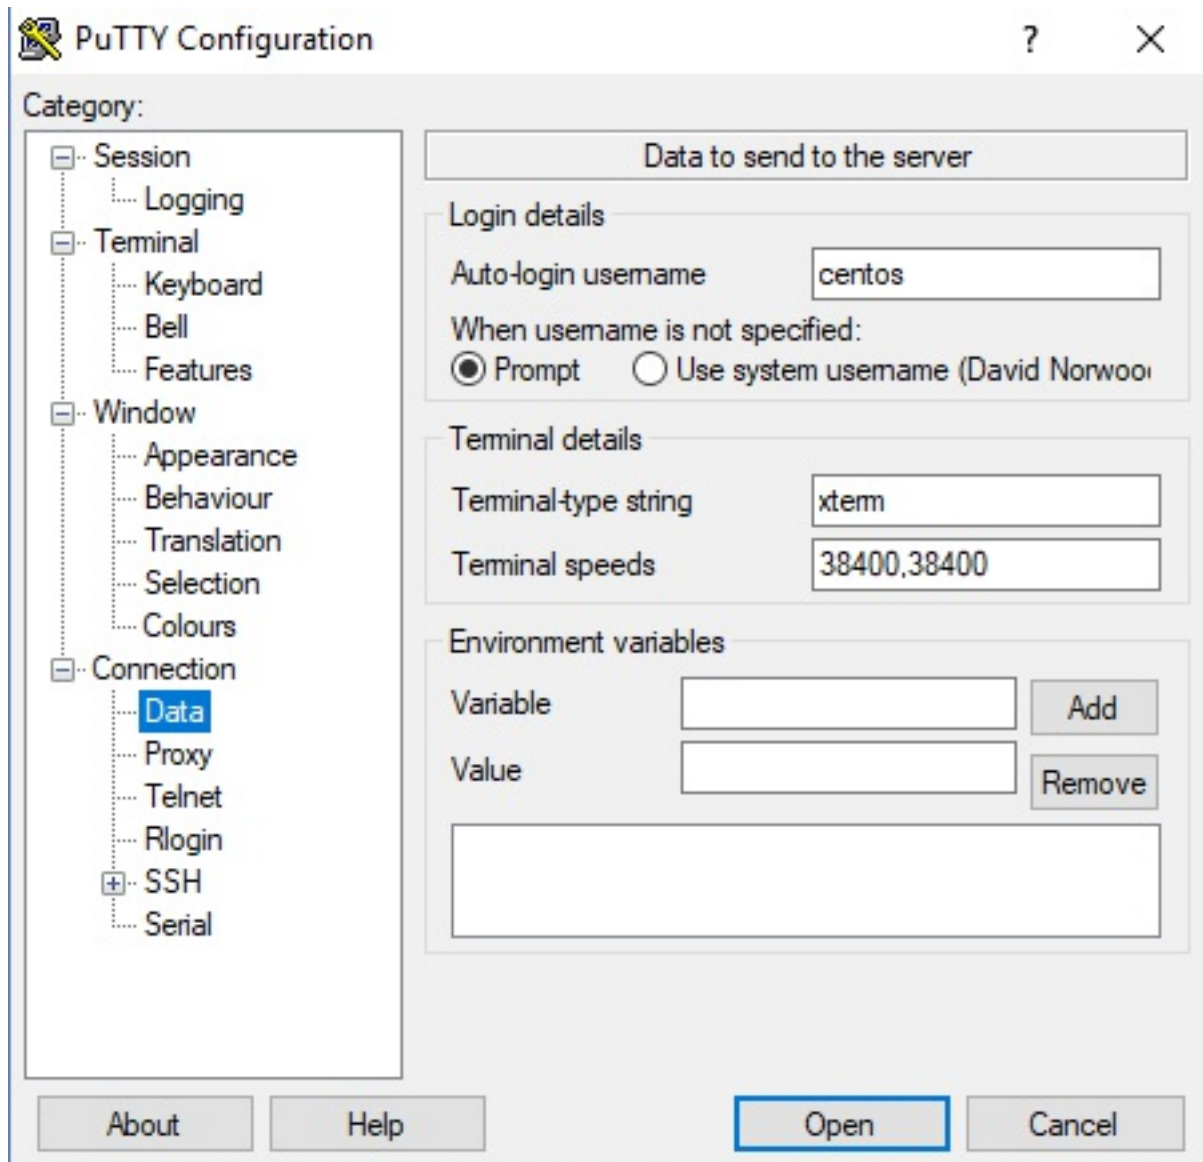 PuTTY Configuration
?
Category:
Session
Logging
Terminal
Keyboard
Bell
Features
Window
Appearance
Behaviour
Translation
Selection
Colours
Connection
Data
Proxy
Telnet
Rlogin
SSH
Serial
Data to send to the server
Login details
Auto-login username centos
When username is not specified:
Prompt Use system username (David Norwoo
Terminal details
Terminal-type string xterm
Terminal speeds 38400,38400
Environment variables
Variable Add
Value Remove
About Help Open Cancel